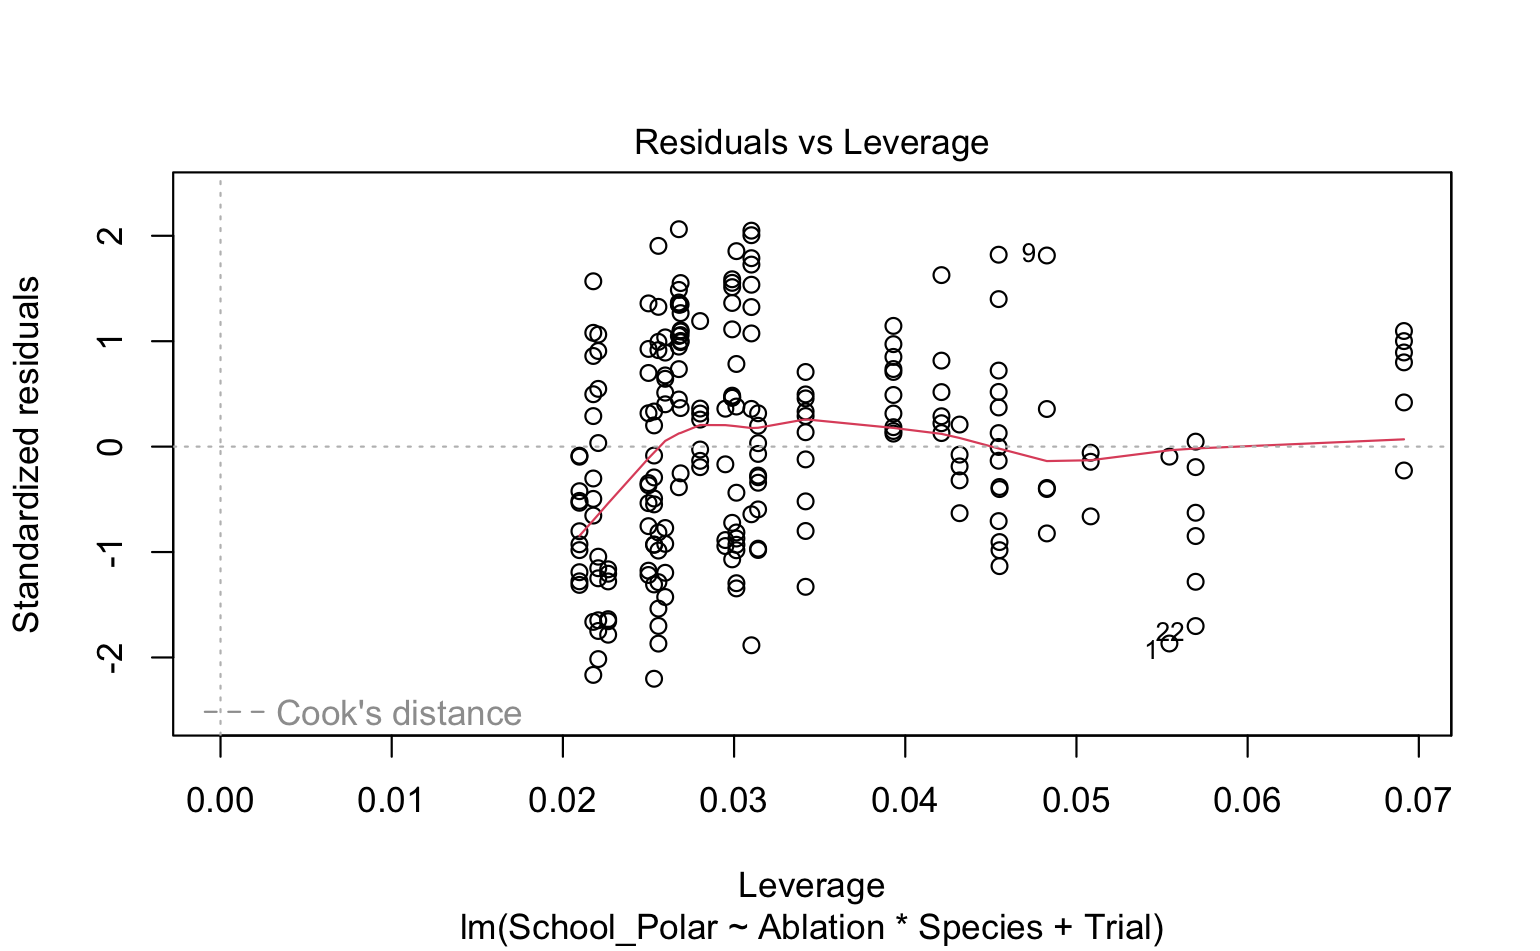 Residuals vs Leverage
Standardized residuals
2
1
0
-1
-2
9
22
1
Cook's distance
0.00 0.01 0.02 0.03 0.04 0.05 0.06 0.07
Leverage
lm(School_Polar ~ Ablation * Species + Trial)